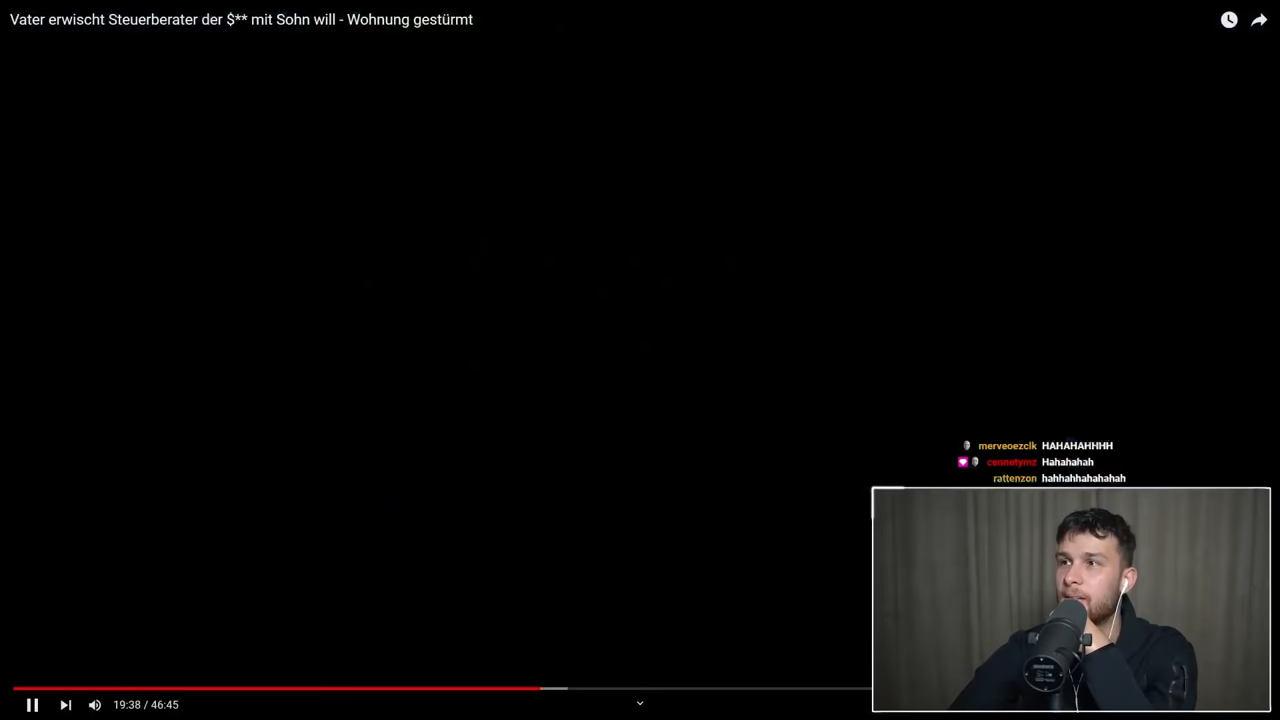 Vater erwischt Steuerberater der $** mit Sohn will - Wohnung gestürmt
merveoezclk HAHAHAHHHH
cennetymz Hahahahah
rattenzon hahhahhahahahah
19:38 / 46:45